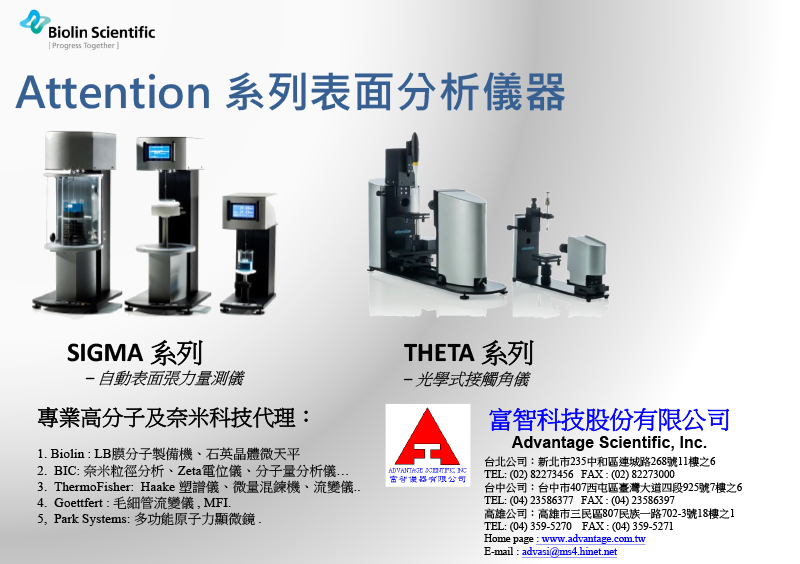 Biolin Scientific
[ Progress Together ]
Attention 系列表面分析儀器
SIGMA 系列
– 自動表面張力量測儀
THETA 系列
– 光學式接觸角儀
專業高分子及奈米科技代理：
1. Biolin : LB膜分子製備機、石英晶體微天平
2. BIC: 奈米粒徑分析、Zeta電位儀、分子量分析儀…
3. ThermoFisher: Haake 塑譜儀、微量混鍊機、流變儀..
4. Goettfert : 毛細管流變儀 , MFI.
5, Park Systems: 多功能原子力顯微鏡 .
ADVANTAGE SCIENTIFIC, INC
富智儀器有限公司
富智科技股份有限公司
Advantage Scientific, Inc.
台北公司：新北市235中和區連城路268號11樓之6
TEL: (02) 82273456 FAX : (02) 82273000
台中公司：台中市407西屯區臺灣大道四段925號7樓之6
TEL: (04) 23586377 FAX : (04) 23586397
高雄公司：高雄市三民區807民族一路702-3號18樓之1
TEL: (04) 359-5270 FAX : (04) 359-5271
Home page : www.advantage.com.tw
E-mail : advasi@ms4.hinet.net